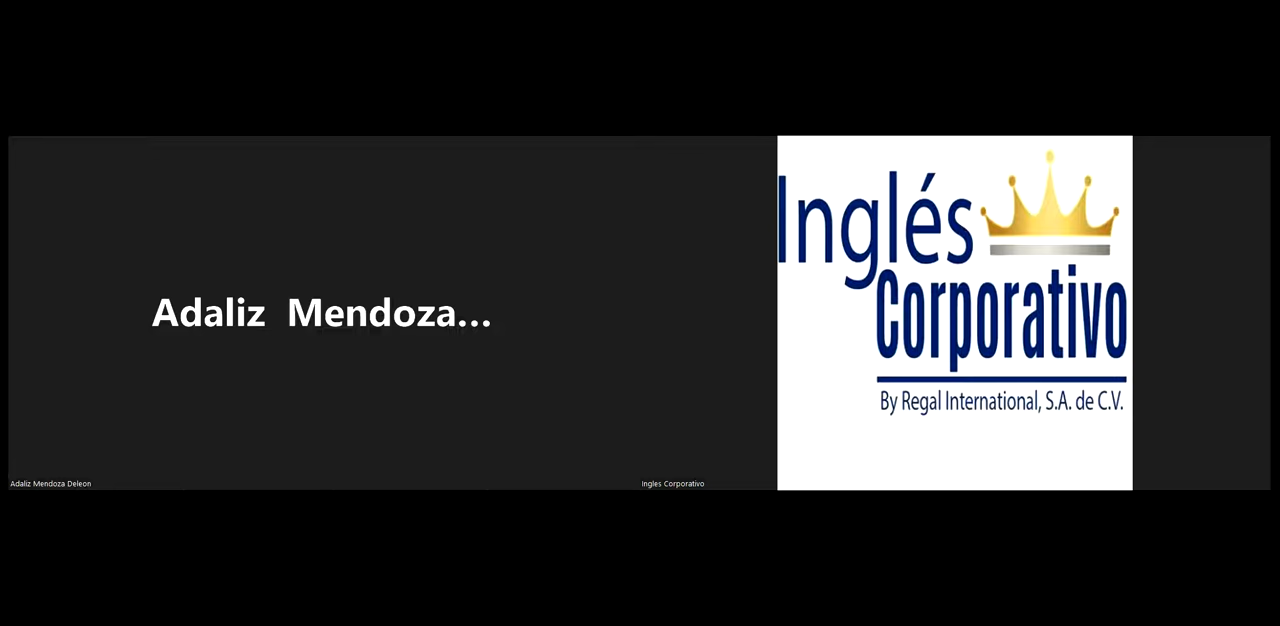 Adaliz  Mendoza...
Adaliz Mendoza Deleon
Inglés
Corporativo
By Regal International, S.A. de C.V.
Ingles Corporativo